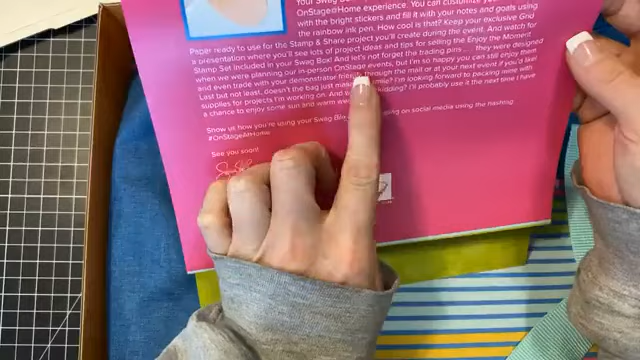 Your Swag Box! You can customize your
OnStage@Home experience. You can
with the bright stickers and fill it with your notes and goals using
the rainbow ink pen. How cool is that? Keep your exclusive Grid
Paper ready to use for the Stamp & Share project you'll create during the event. And watch for
a presentation where you'll see lots of project ideas and tips for selling the Enjoy the Moment
Stamp Set included in your Swag Box! And let's not forget the trading pins ... They were designed
when we were planning our in-person OnStage events, but I'm so happy you can still enjoy them
and even trade with your demonstrator friends through the mail or at your next event if you'd like!
Last but not least, doesn't the bag just make you smile? I'm looking forward to packing mine with
supplies for projects I'm working on. And kidding? I'll probably use it the next time I have
a chance to enjoy some sun and warm
Show us how you're using your Swag on social media using the hashtag
#OnStageAtHome
See you soon!